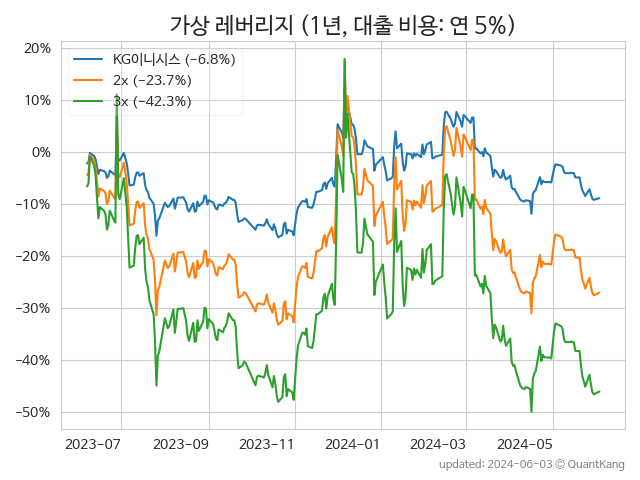 가상 레버리지 (1년, 대출 비용: 연 5%)
20%
10%
0%
−10%
−20%
−30%
−40%
−50%
KG이니시스 (−6.8%)
2x (−23.7%)
3x (−42.3%)
2023-07 2023-09 2023-11 2024-01 2024-03 2024-05
updated: 2024-06-03 ⓒ QuantKang